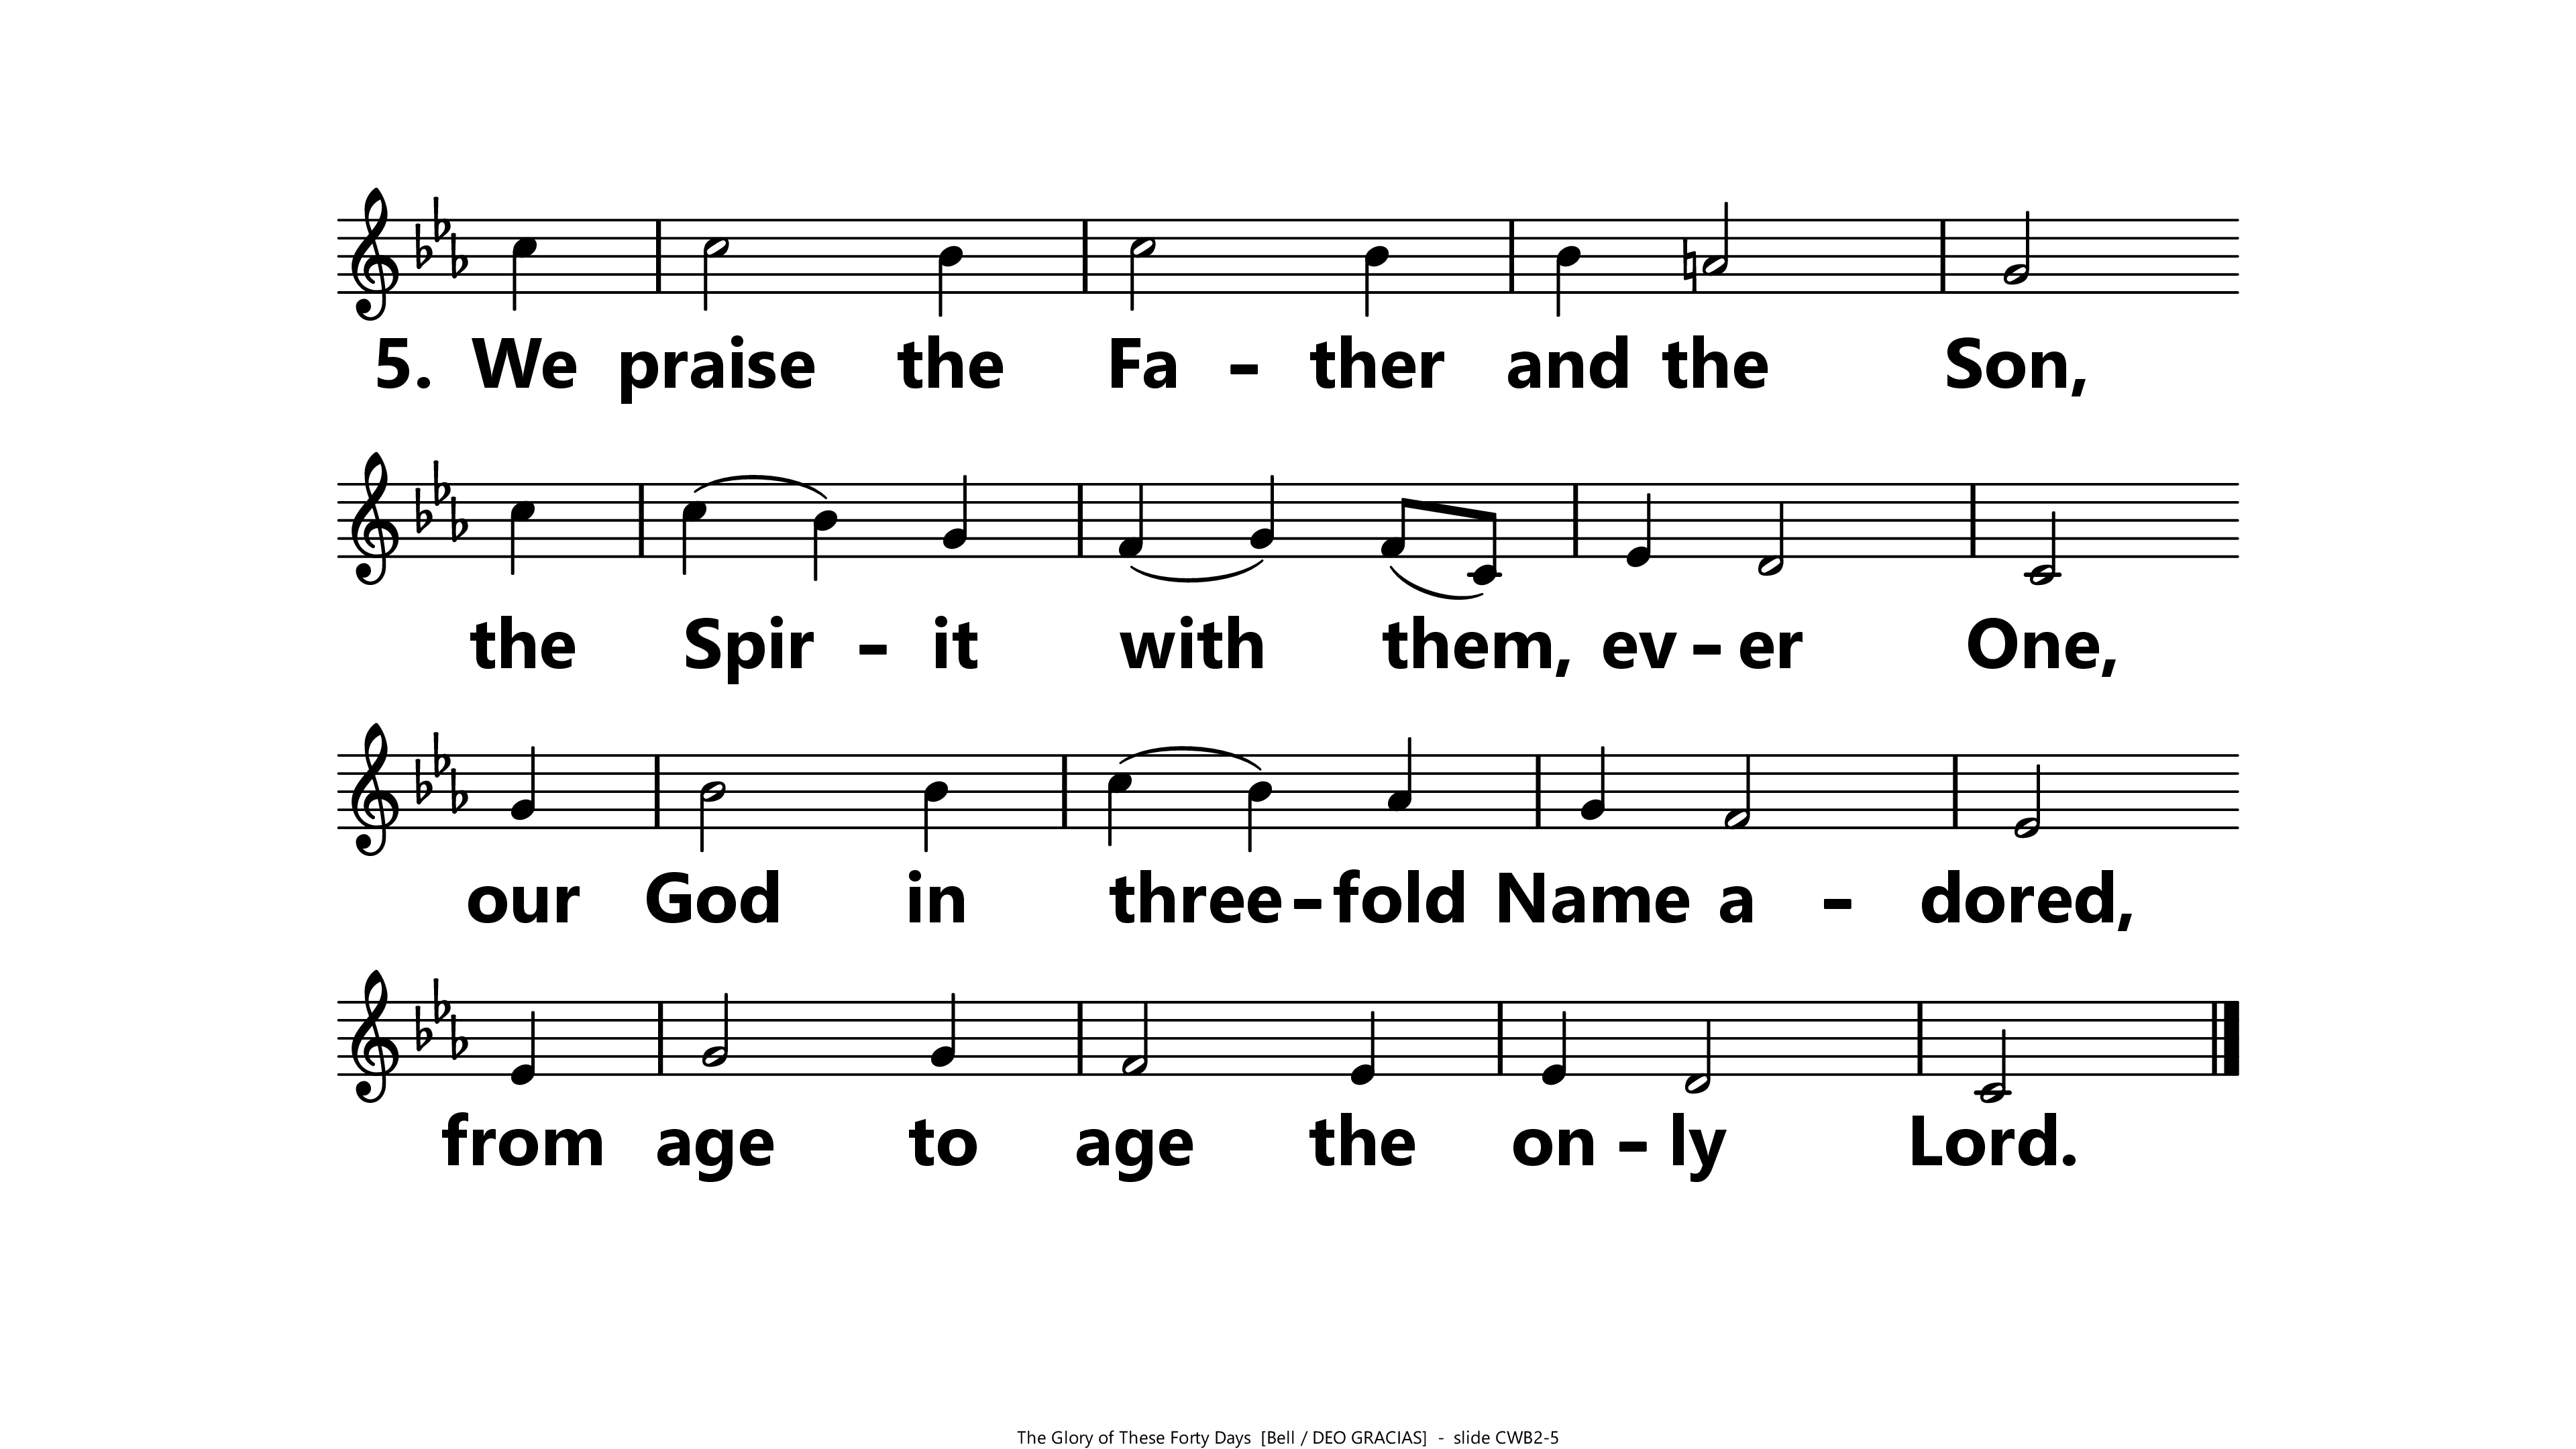 5. We praise the Fa - ther and the Son,
the Spir - it with them, ev - er One,
our God in three - fold Name a - dored,
from age to age the on - ly Lord.
The Glory of These Forty Days [Bell / DEO GRACIAS] - slide CWB2-5